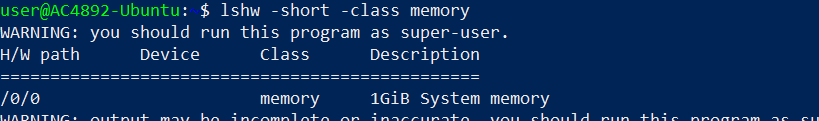 user@AC4892-Ubuntu: $ lshw -short -class memory
WARNING: you should run this program as super-user.
H/W path      Device      Class      Description
================================================
/0/0                      memory     1GiB System memory
WARNING: output may be incomplete or inaccurate, you should run this program as su